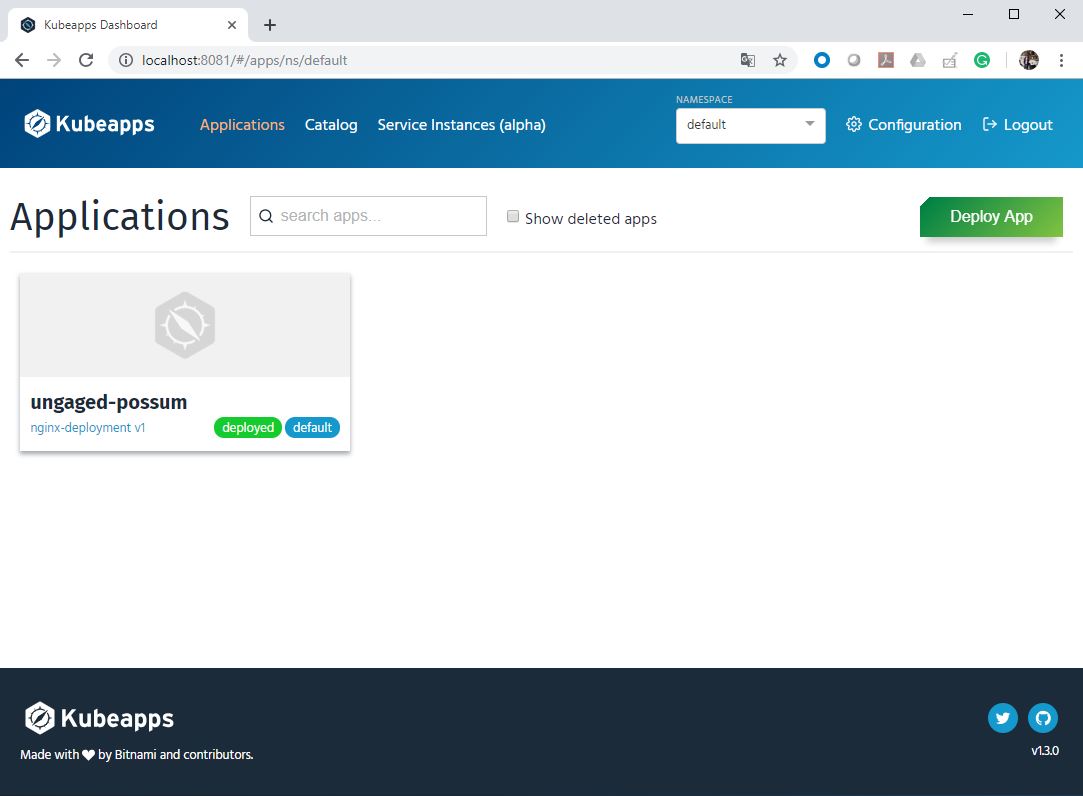 Kubeapps Dashboard
localhost:8081/#/apps/ns/default
Kubeapps
Applications
Catalog
Service Instances (alpha)
NAMESPACE
default
Configuration
Logout
Applications
search apps...
Show deleted apps
Deploy App
ungaged-possum
nginx-deployment v1
deployed
default
Kubeapps
Made with ❤ by Bitnami and contributors.
v1.3.0